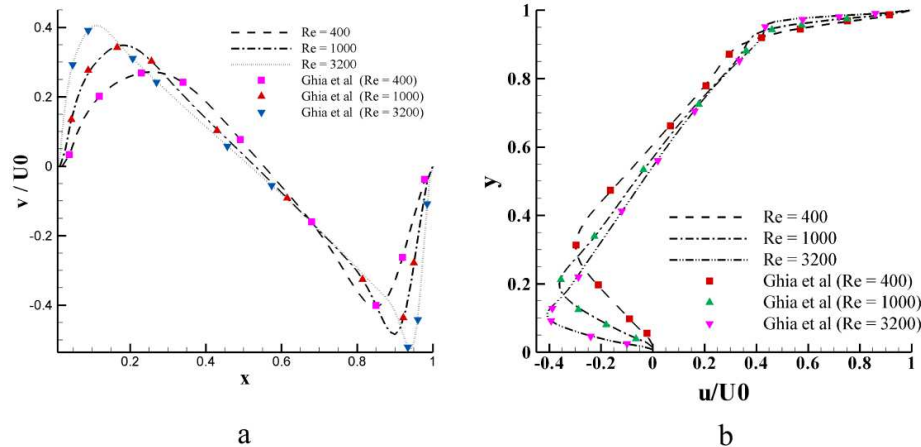 0.4
0.2
0
-0.2
-0.4
v / U0
0.2
0.4
0.6
0.8
1
x
Re = 400
Re = 1000
Re = 3200
Ghia et al (Re = 400)
Ghia et al (Re = 1000)
Ghia et al (Re = 3200)
a
1
0.8
0.6
0.4
0.2
0
y
-0.4
-0.2
0
0.2
0.4
0.6
0.8
1
u/U0
Re = 400
Re = 1000
Re = 3200
Ghia et al (Re = 400)
Ghia et al (Re = 1000)
Ghia et al (Re = 3200)
b